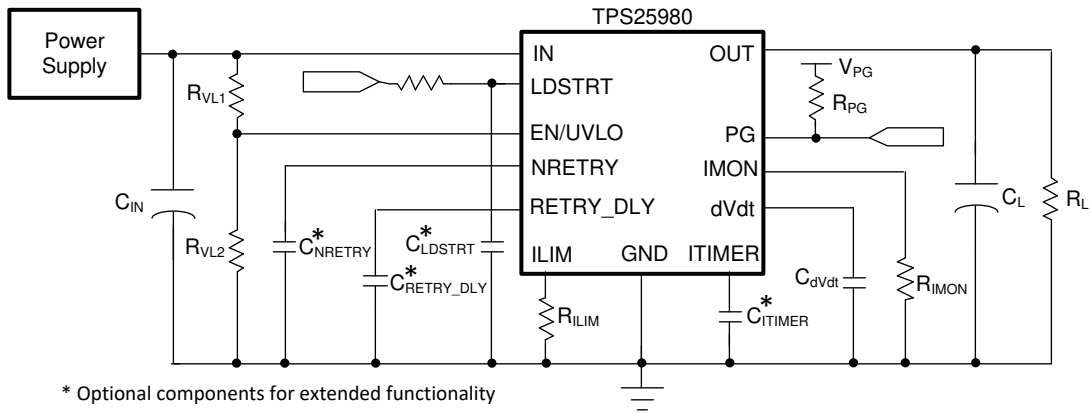 TPS25980
Power
Supply
IN
OUT
LDSTRT
V_PG
R_VL1
R_PG
EN/UVLO
PG
NRETRY
IMON
C_IN
RETRY_DLY
dVdt
C_L
R_L
R_VL2
C*_NRETRY
C*_LDSTRT
ILIM
GND
ITIMER
C*_RETRY_DLY
C_dVdt
R_IMON
R_ILIM
C*_ITIMER
* Optional components for extended functionality